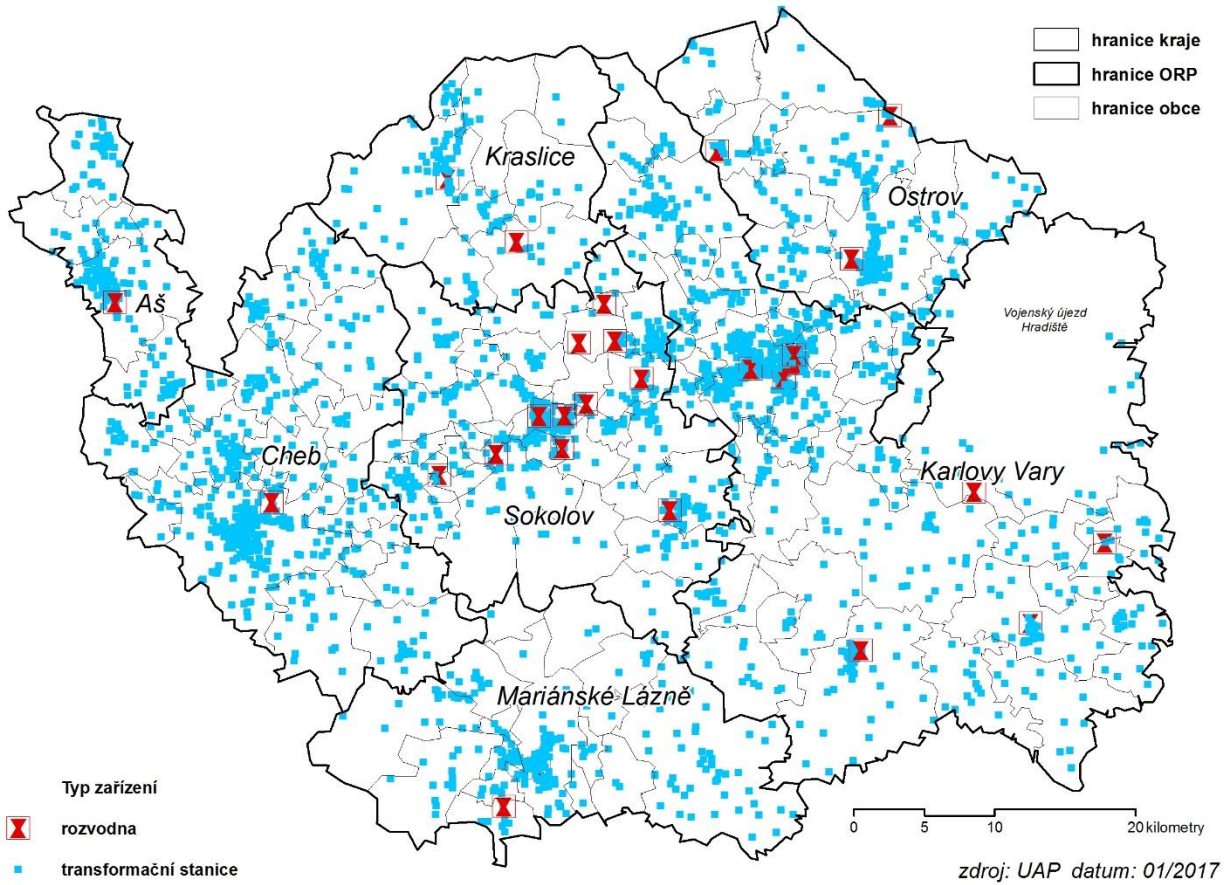 hranice kraje
hranice ORP
hranice obce
Kraslice
Ostrov
Aš
Vojenský újezd
Hradiště
Cheb
Karlovy Vary
Sokolov
Mariánské Lázně
Typ zařízení
rozvodna
transformační stanice
0 5 10 20 kilometry
zdroj: UAP datum: 01/2017